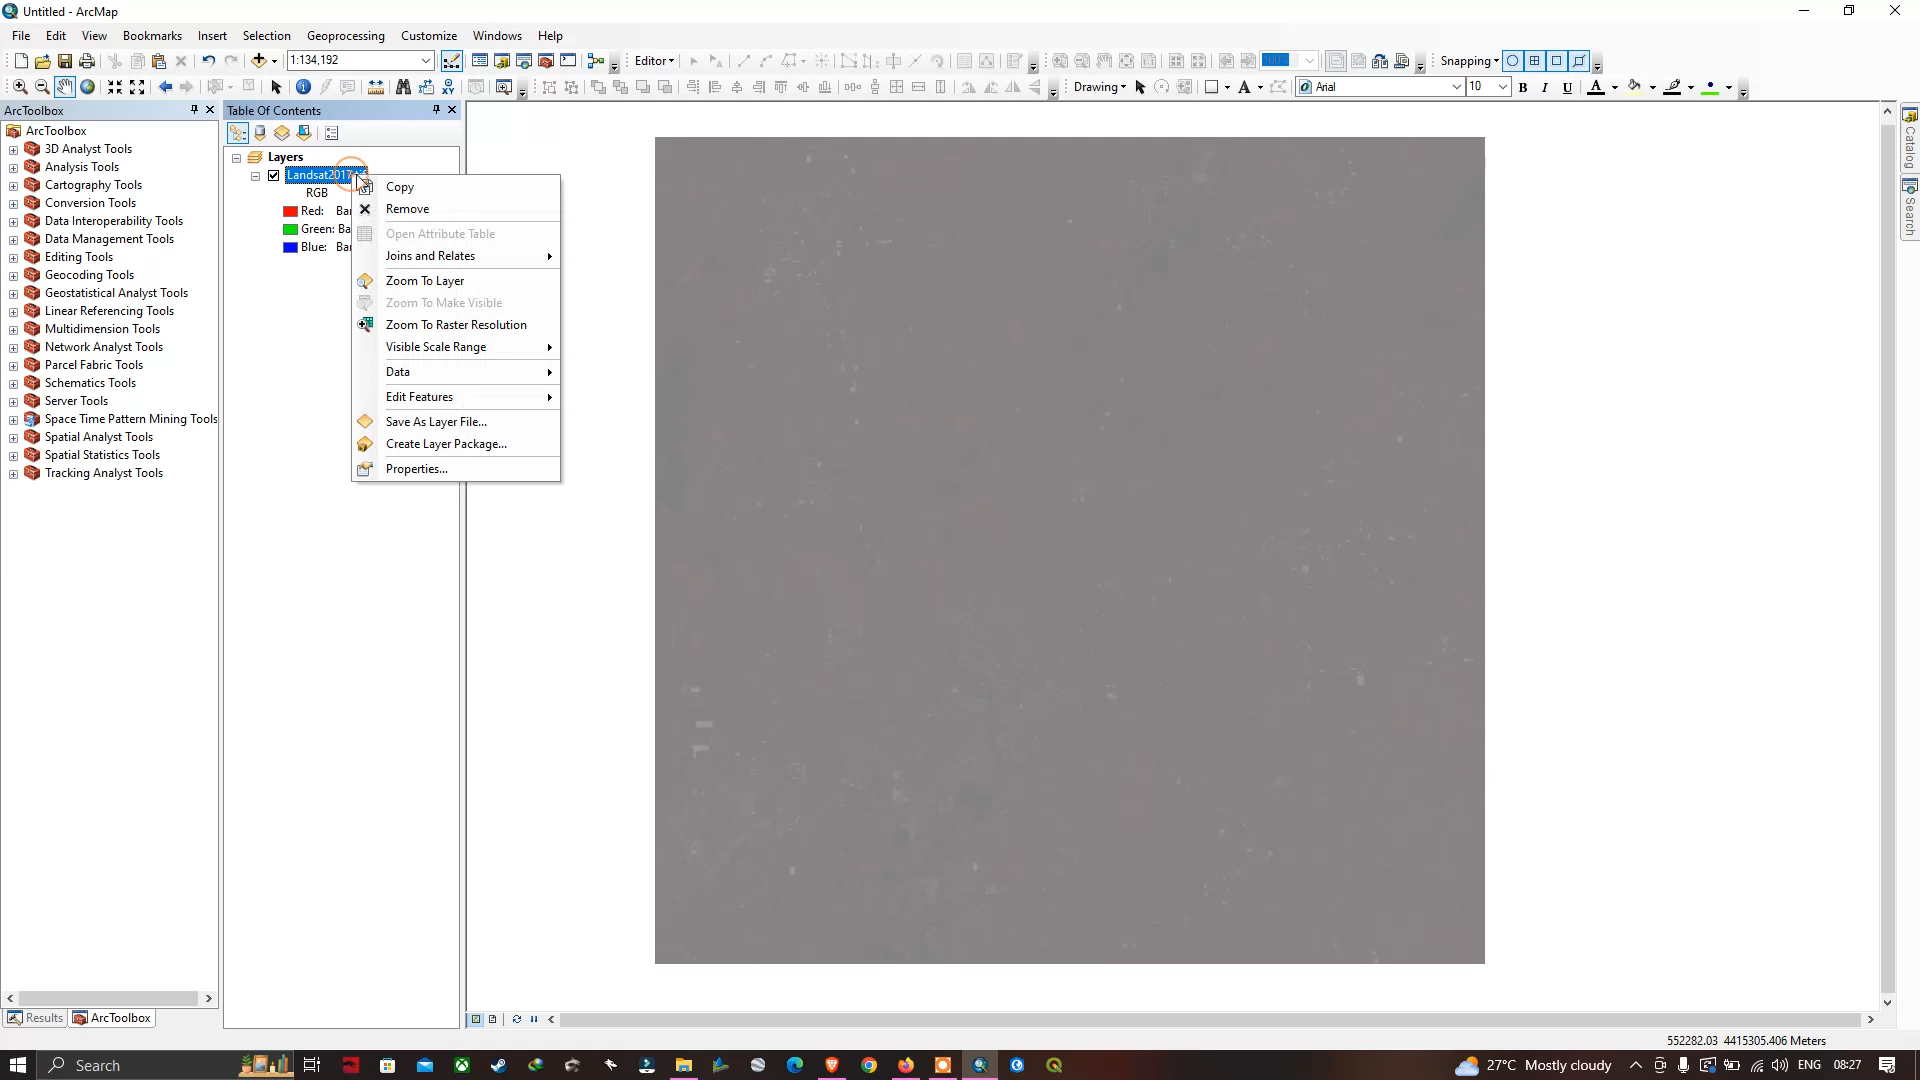 Untitled - ArcMap
File Edit View Bookmarks Insert Selection Geoprocessing Customize Windows Help
1:134,192
Editor
Snapping
Drawing
Arial
10
B I U A
ArcToolbox
Table Of Contents
ArcToolbox
3D Analyst Tools
Analysis Tools
Cartography Tools
Conversion Tools
Data Interoperability Tools
Data Management Tools
Editing Tools
Geocoding Tools
Geostatistical Analyst Tools
Linear Referencing Tools
Multidimension Tools
Network Analyst Tools
Parcel Fabric Tools
Schematics Tools
Server Tools
Space Time Pattern Mining Tools
Spatial Analyst Tools
Spatial Statistics Tools
Tracking Analyst Tools
Layers
Landsat2017
RGB
Red: Ba
Green: Ba
Blue: Ba
Copy
Remove
Open Attribute Table
Joins and Relates
Zoom To Layer
Zoom To Make Visible
Zoom To Raster Resolution
Visible Scale Range
Data
Edit Features
Save As Layer File...
Create Layer Package...
Properties...
Catalog
Search
Results
ArcToolbox
552282.03 4415305.406 Meters
Search
27°C Mostly cloudy
ENG
08:27